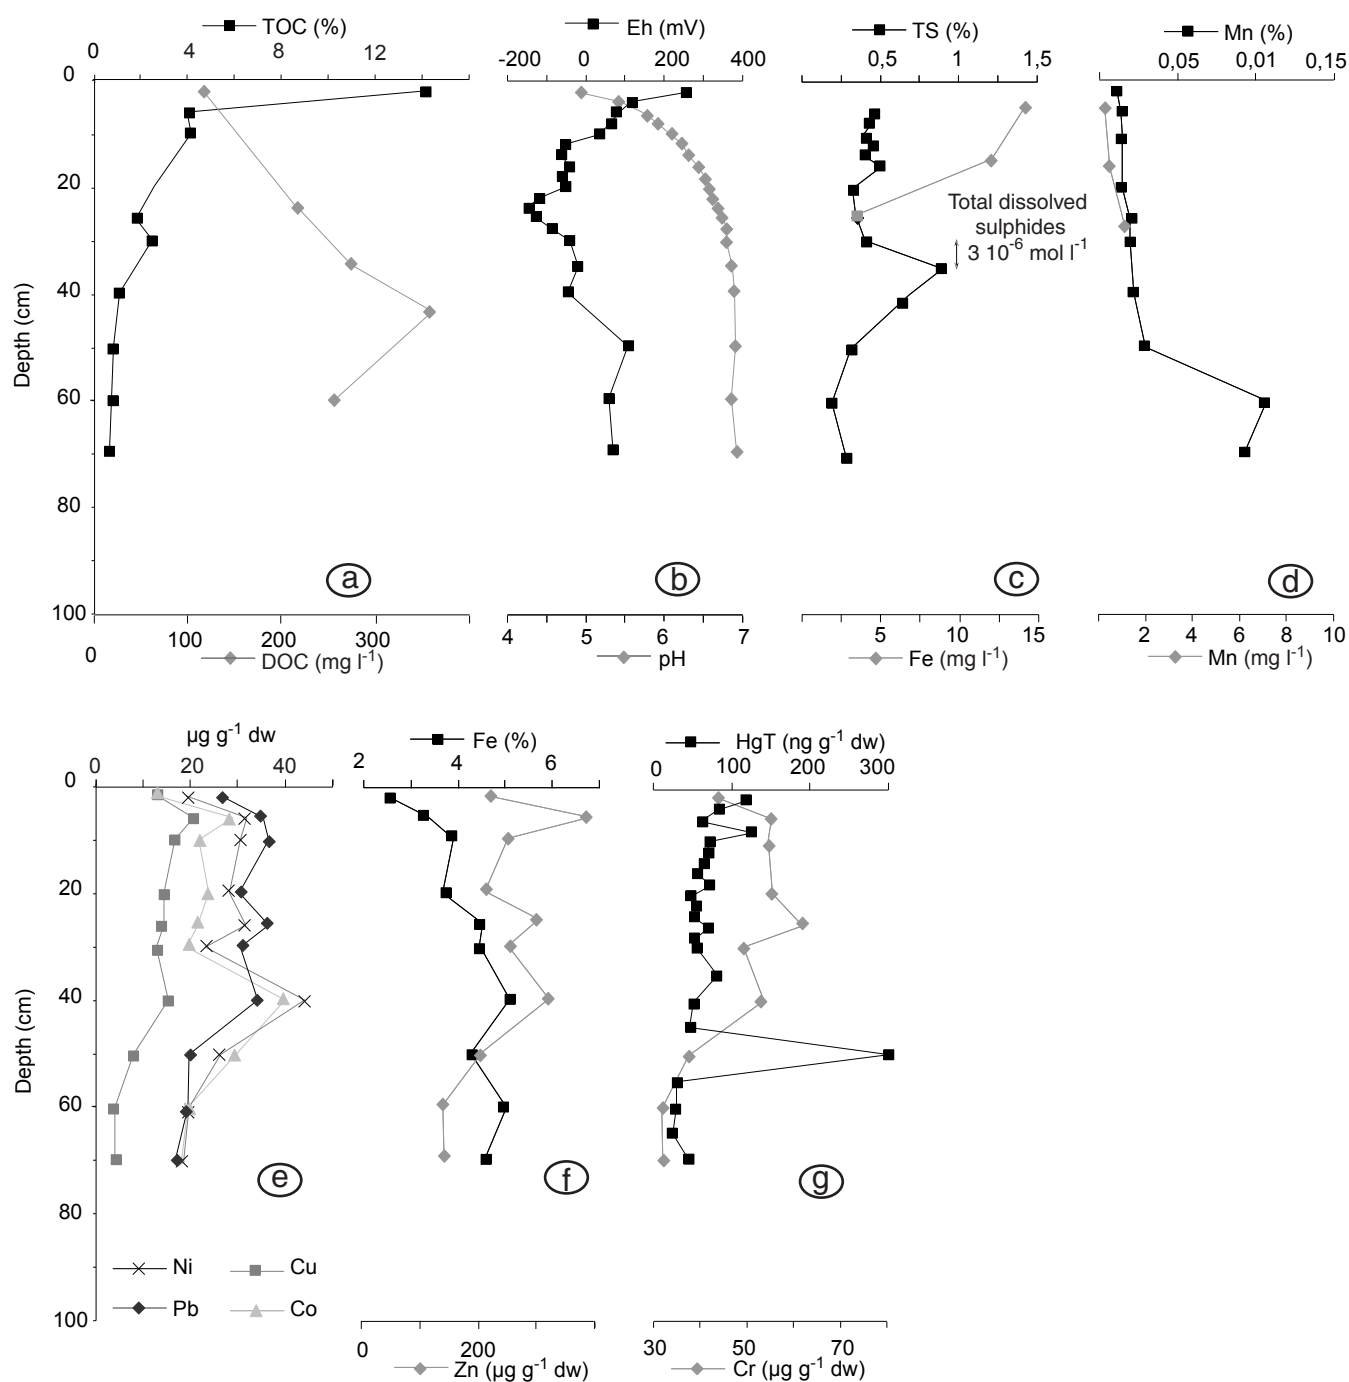 TOC (%)
0 4 8 12
Eh (mV)
-200 0 200 400
TS (%)
0,5 1 1,5
Mn (%)
0,05 0,01 0,15
0
20
40
60
80
100
Depth (cm)
Total dissolved
sulphides
3 10⁻⁶ mol l⁻¹
a
b
c
d
0 100 200 300
DOC (mg l⁻¹)
4 5 6 7
pH
5 10 15
Fe (mg l⁻¹)
2 4 6 8 10
Mn (mg l⁻¹)
µg g⁻¹ dw
0 20 40
Fe (%)
2 4 6
HgT (ng g⁻¹ dw)
0 100 200 300
0
20
40
60
80
100
Depth (cm)
e
f
g
Ni Cu
Pb Co
0 200
Zn (µg g⁻¹ dw)
30 50 70
Cr (µg g⁻¹ dw)